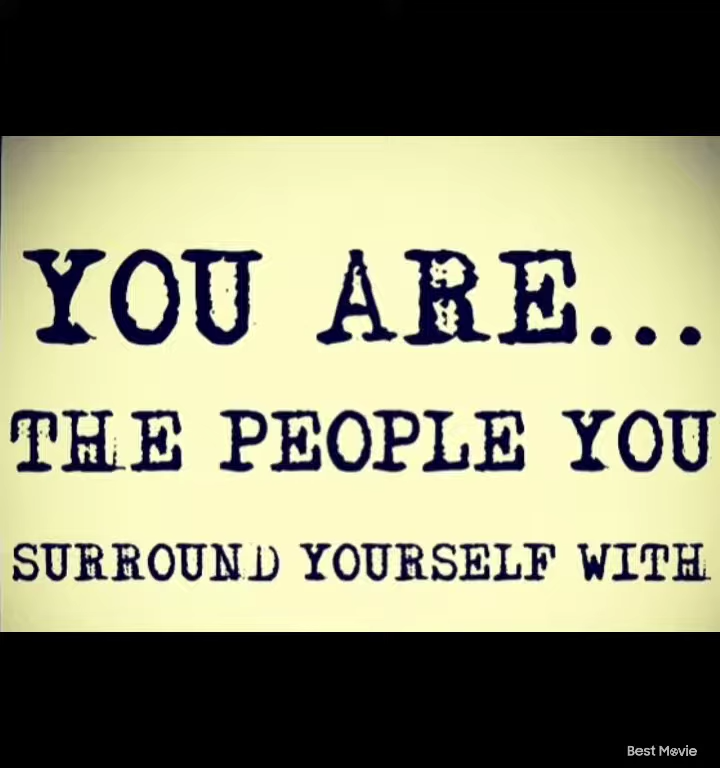 YOU ARE...
THE PEOPLE YOU
SURROUND YOURSELF WITH
Best Movie